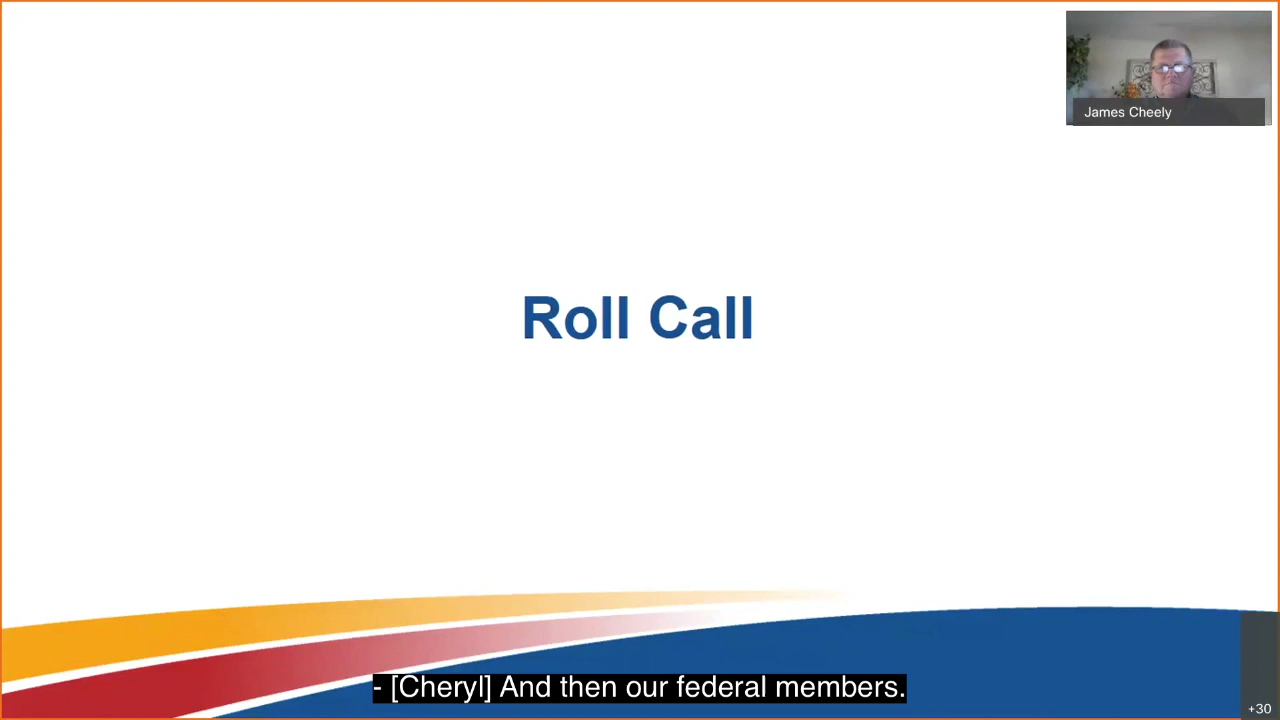 James Cheely
Roll Call
- [Cheryl] And then our federal members.
+30